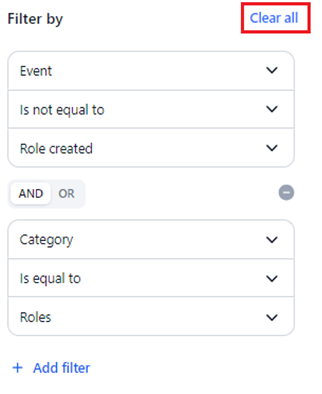 Filter by Clear all
Event
Is not equal to
Role created
AND OR
Category
Is equal to
Roles
+ Add filter